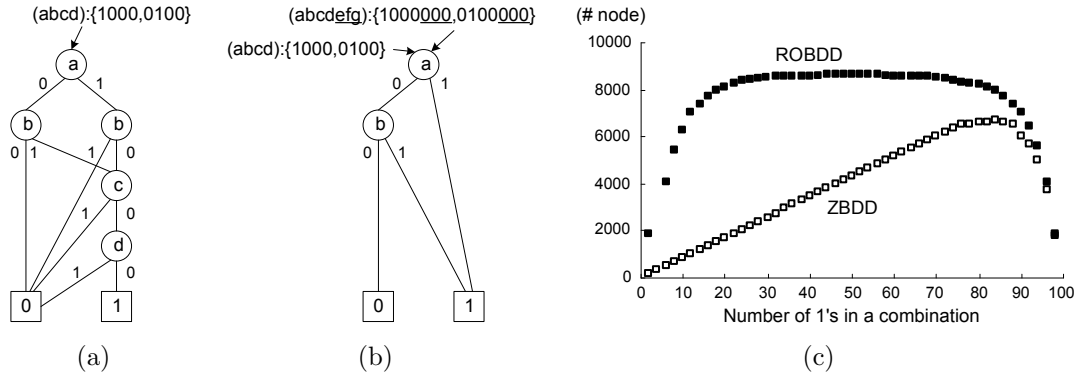 (abcd):{1000,0100}
a
0 1
b b
0 1 1 0
c
1 0
d
1 0
0 1
(a)
(abcdefg):{1000000,0100000}
(abcd):{1000,0100}
a
0 1
b
0 1
0 1
(b)
(# node)
10000
8000
6000
4000
2000
0
ROBDD
ZBDD
0 10 20 30 40 50 60 70 80 90 100
Number of 1's in a combination
(c)